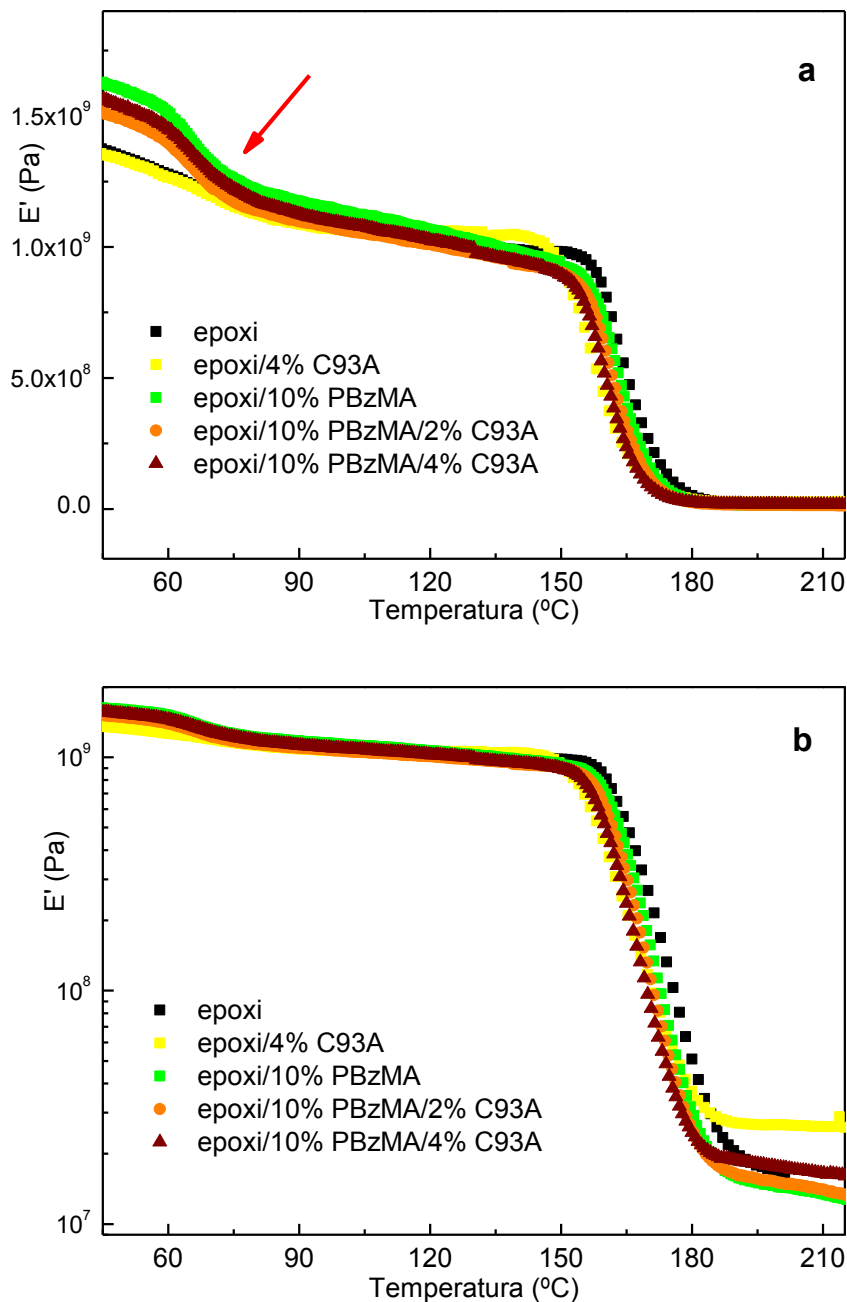 a
1.5x10⁹
1.0x10⁹
5.0x10⁸
0.0
E' (Pa)
epoxi
epoxi/4% C93A
epoxi/10% PBzMA
epoxi/10% PBzMA/2% C93A
epoxi/10% PBzMA/4% C93A
60 90 120 150 180 210
Temperatura (ºC)
b
10⁹
10⁸
10⁷
E' (Pa)
epoxi
epoxi/4% C93A
epoxi/10% PBzMA
epoxi/10% PBzMA/2% C93A
epoxi/10% PBzMA/4% C93A
60 90 120 150 180 210
Temperatura (ºC)